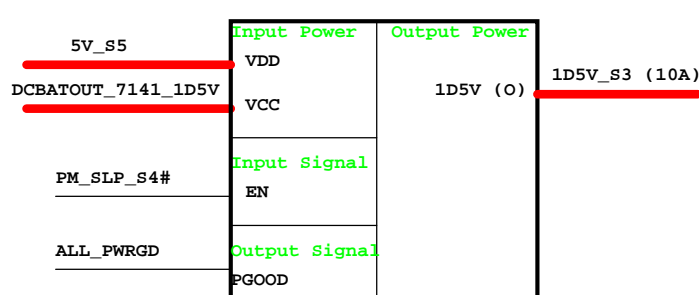 Input Power Output Power
5V_S5 VDD
DCBATOUT_7141_1D5V VCC 1D5V (O) 1D5V_S3 (10A)
Input Signal
PM_SLP_S4# EN
ALL_PWRGD Output Signal
PGOOD